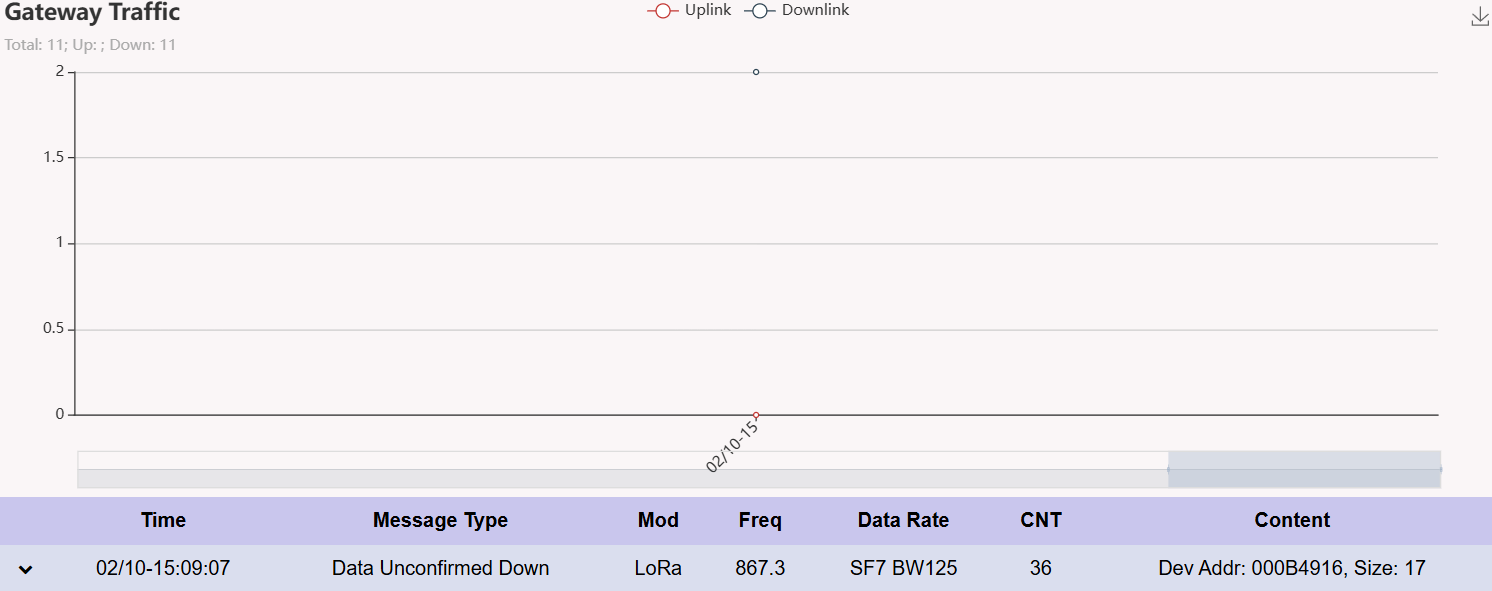 Gateway Traffic
Uplink Downlink
Total: 11; Up: ; Down: 11
2
1.5
1
0.5
0
02/10-15
Time Message Type Mod Freq Data Rate CNT Content
02/10-15:09:07 Data Unconfirmed Down LoRa 867.3 SF7 BW125 36 Dev Addr: 000B4916, Size: 17